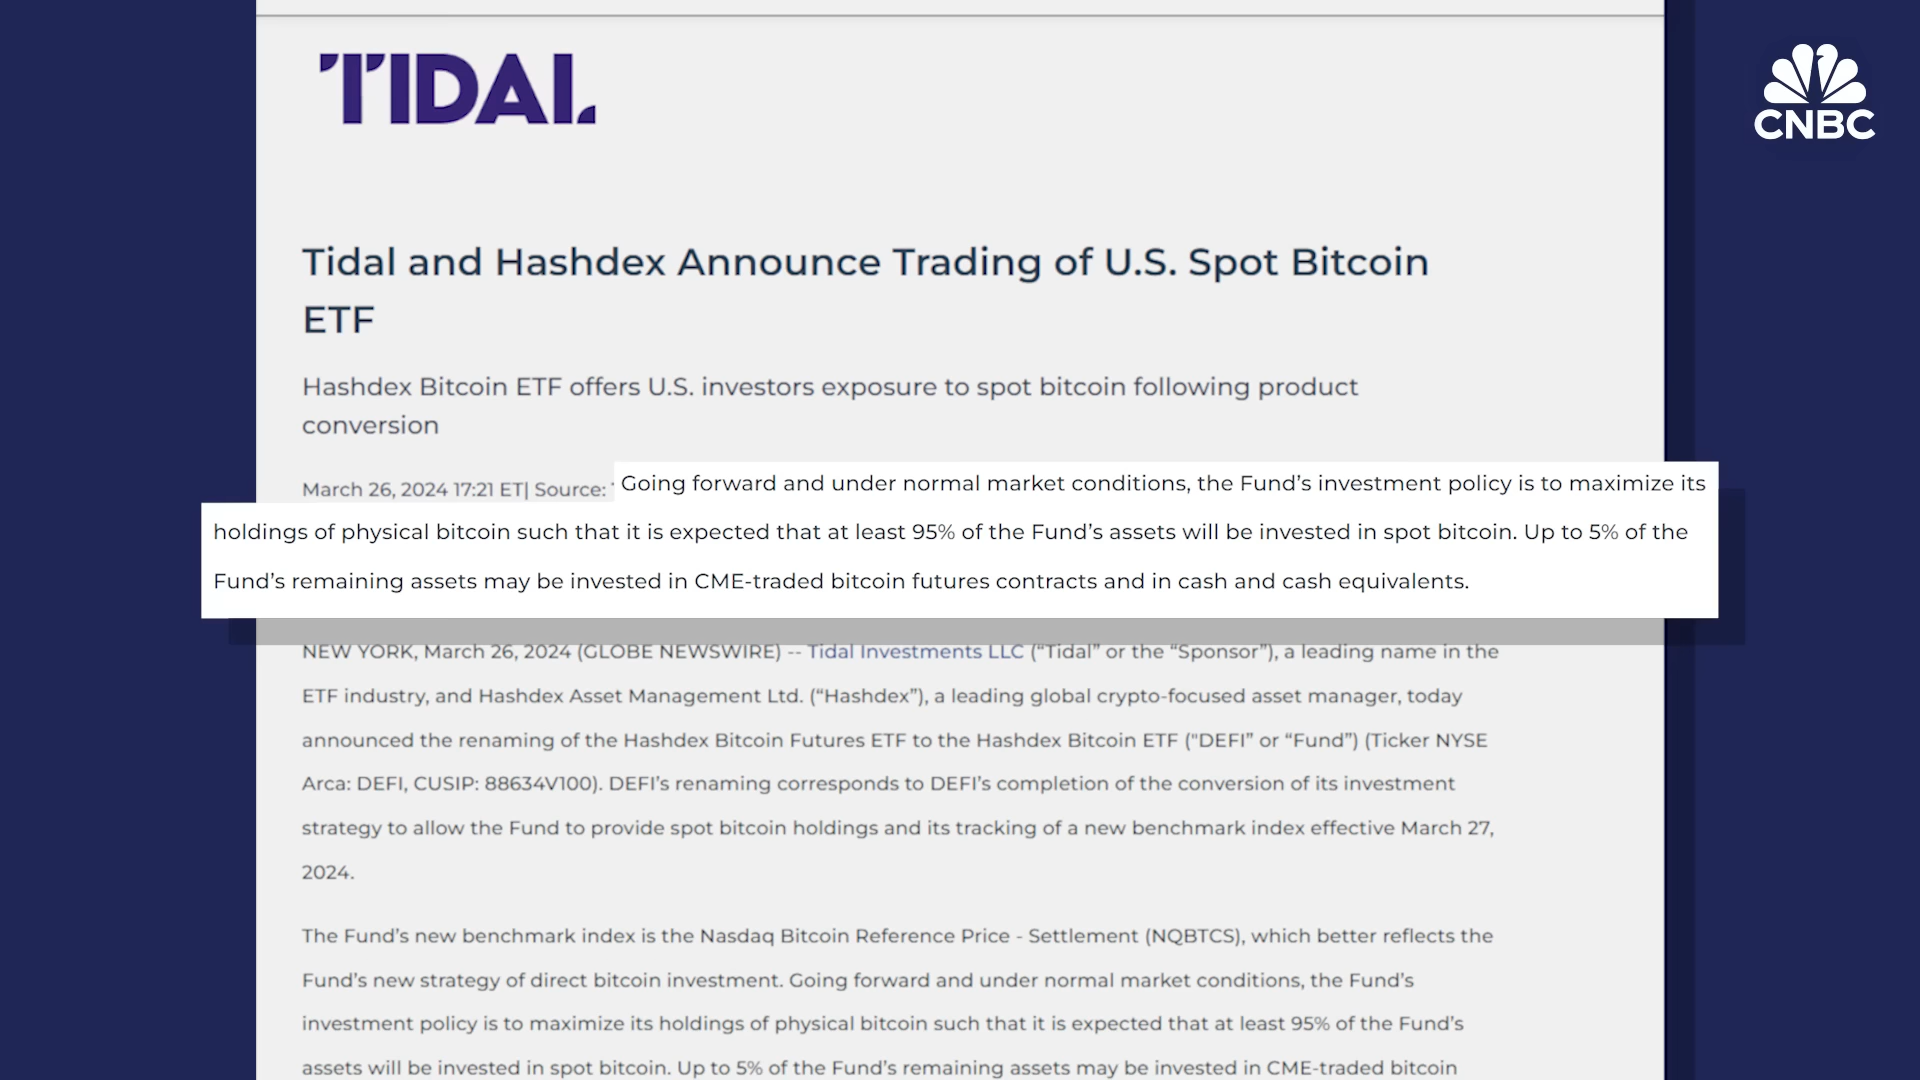 TIDAL
CNBC
Tidal and Hashdex Announce Trading of U.S. Spot Bitcoin
ETF
Hashdex Bitcoin ETF offers U.S. investors exposure to spot bitcoin following product
conversion
March 26, 2024 17:21 ET| Source:
Going forward and under normal market conditions, the Fund’s investment policy is to maximize its
holdings of physical bitcoin such that it is expected that at least 95% of the Fund’s assets will be invested in spot bitcoin. Up to 5% of the
Fund’s remaining assets may be invested in CME-traded bitcoin futures contracts and in cash and cash equivalents.
NEW YORK, March 26, 2024 (GLOBE NEWSWIRE) -- Tidal Investments LLC (“Tidal” or the “Sponsor”), a leading name in the
ETF industry, and Hashdex Asset Management Ltd. (“Hashdex”), a leading global crypto-focused asset manager, today
announced the renaming of the Hashdex Bitcoin Futures ETF to the Hashdex Bitcoin ETF ("DEFI” or “Fund”) (Ticker NYSE
Arca: DEFI, CUSIP: 88634V100). DEFI’s renaming corresponds to DEFI’s completion of the conversion of its investment
strategy to allow the Fund to provide spot bitcoin holdings and its tracking of a new benchmark index effective March 27,
2024.
The Fund’s new benchmark index is the Nasdaq Bitcoin Reference Price - Settlement (NQBTCS), which better reflects the
Fund’s new strategy of direct bitcoin investment. Going forward and under normal market conditions, the Fund’s
investment policy is to maximize its holdings of physical bitcoin such that it is expected that at least 95% of the Fund’s
assets will be invested in spot bitcoin. Up to 5% of the Fund’s remaining assets may be invested in CME-traded bitcoin